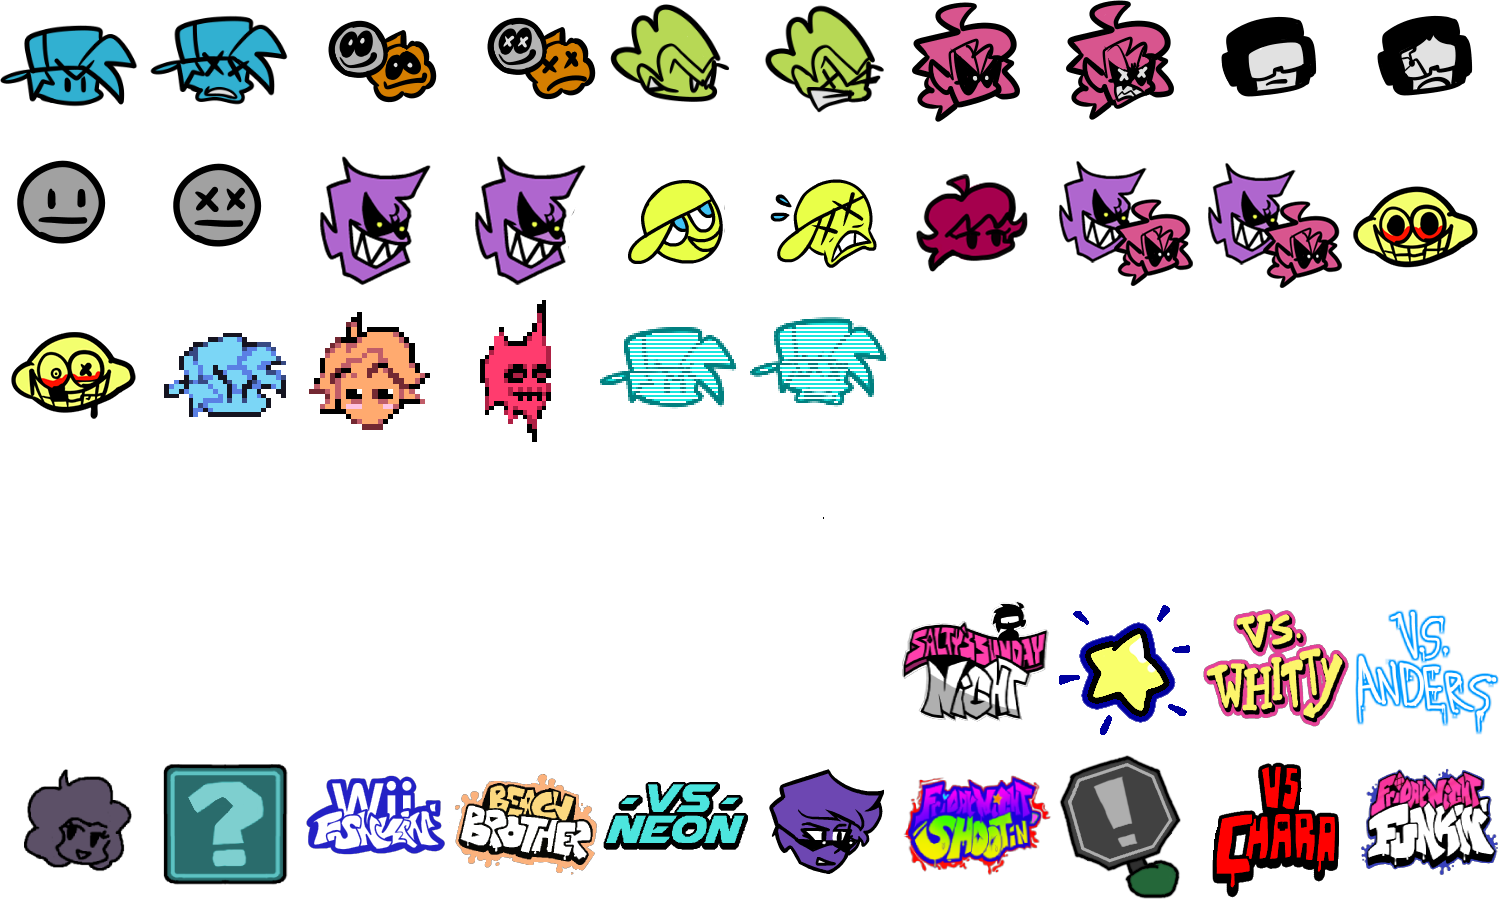 SALTY'S SUNDAY
NIGHT
VS.
WHITTY
V.S.
ANDERS
?
Wii
FUNKIN'
BEACH
BROTHER
-VS-
NEON
FRIDAY NIGHT
SHOOTIN
!
VS
CHARA
FRIDAY NIGHT
FUNKIN'